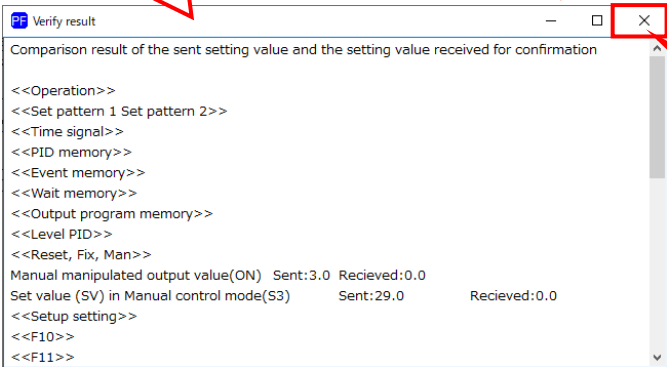 PF Verify result
Comparison result of the sent setting value and the setting value received for confirmation
<<Operation>>
<<Set pattern 1 Set pattern 2>>
<<Time signal>>
<<PID memory>>
<<Event memory>>
<<Wait memory>>
<<Output program memory>>
<<Level PID>>
<<Reset, Fix, Man>>
Manual manipulated output value(ON) Sent:3.0 Recieved:0.0
Set value (SV) in Manual control mode(S3) Sent:29.0 Recieved:0.0
<<Setup setting>>
<<F10>>
<<F11>>